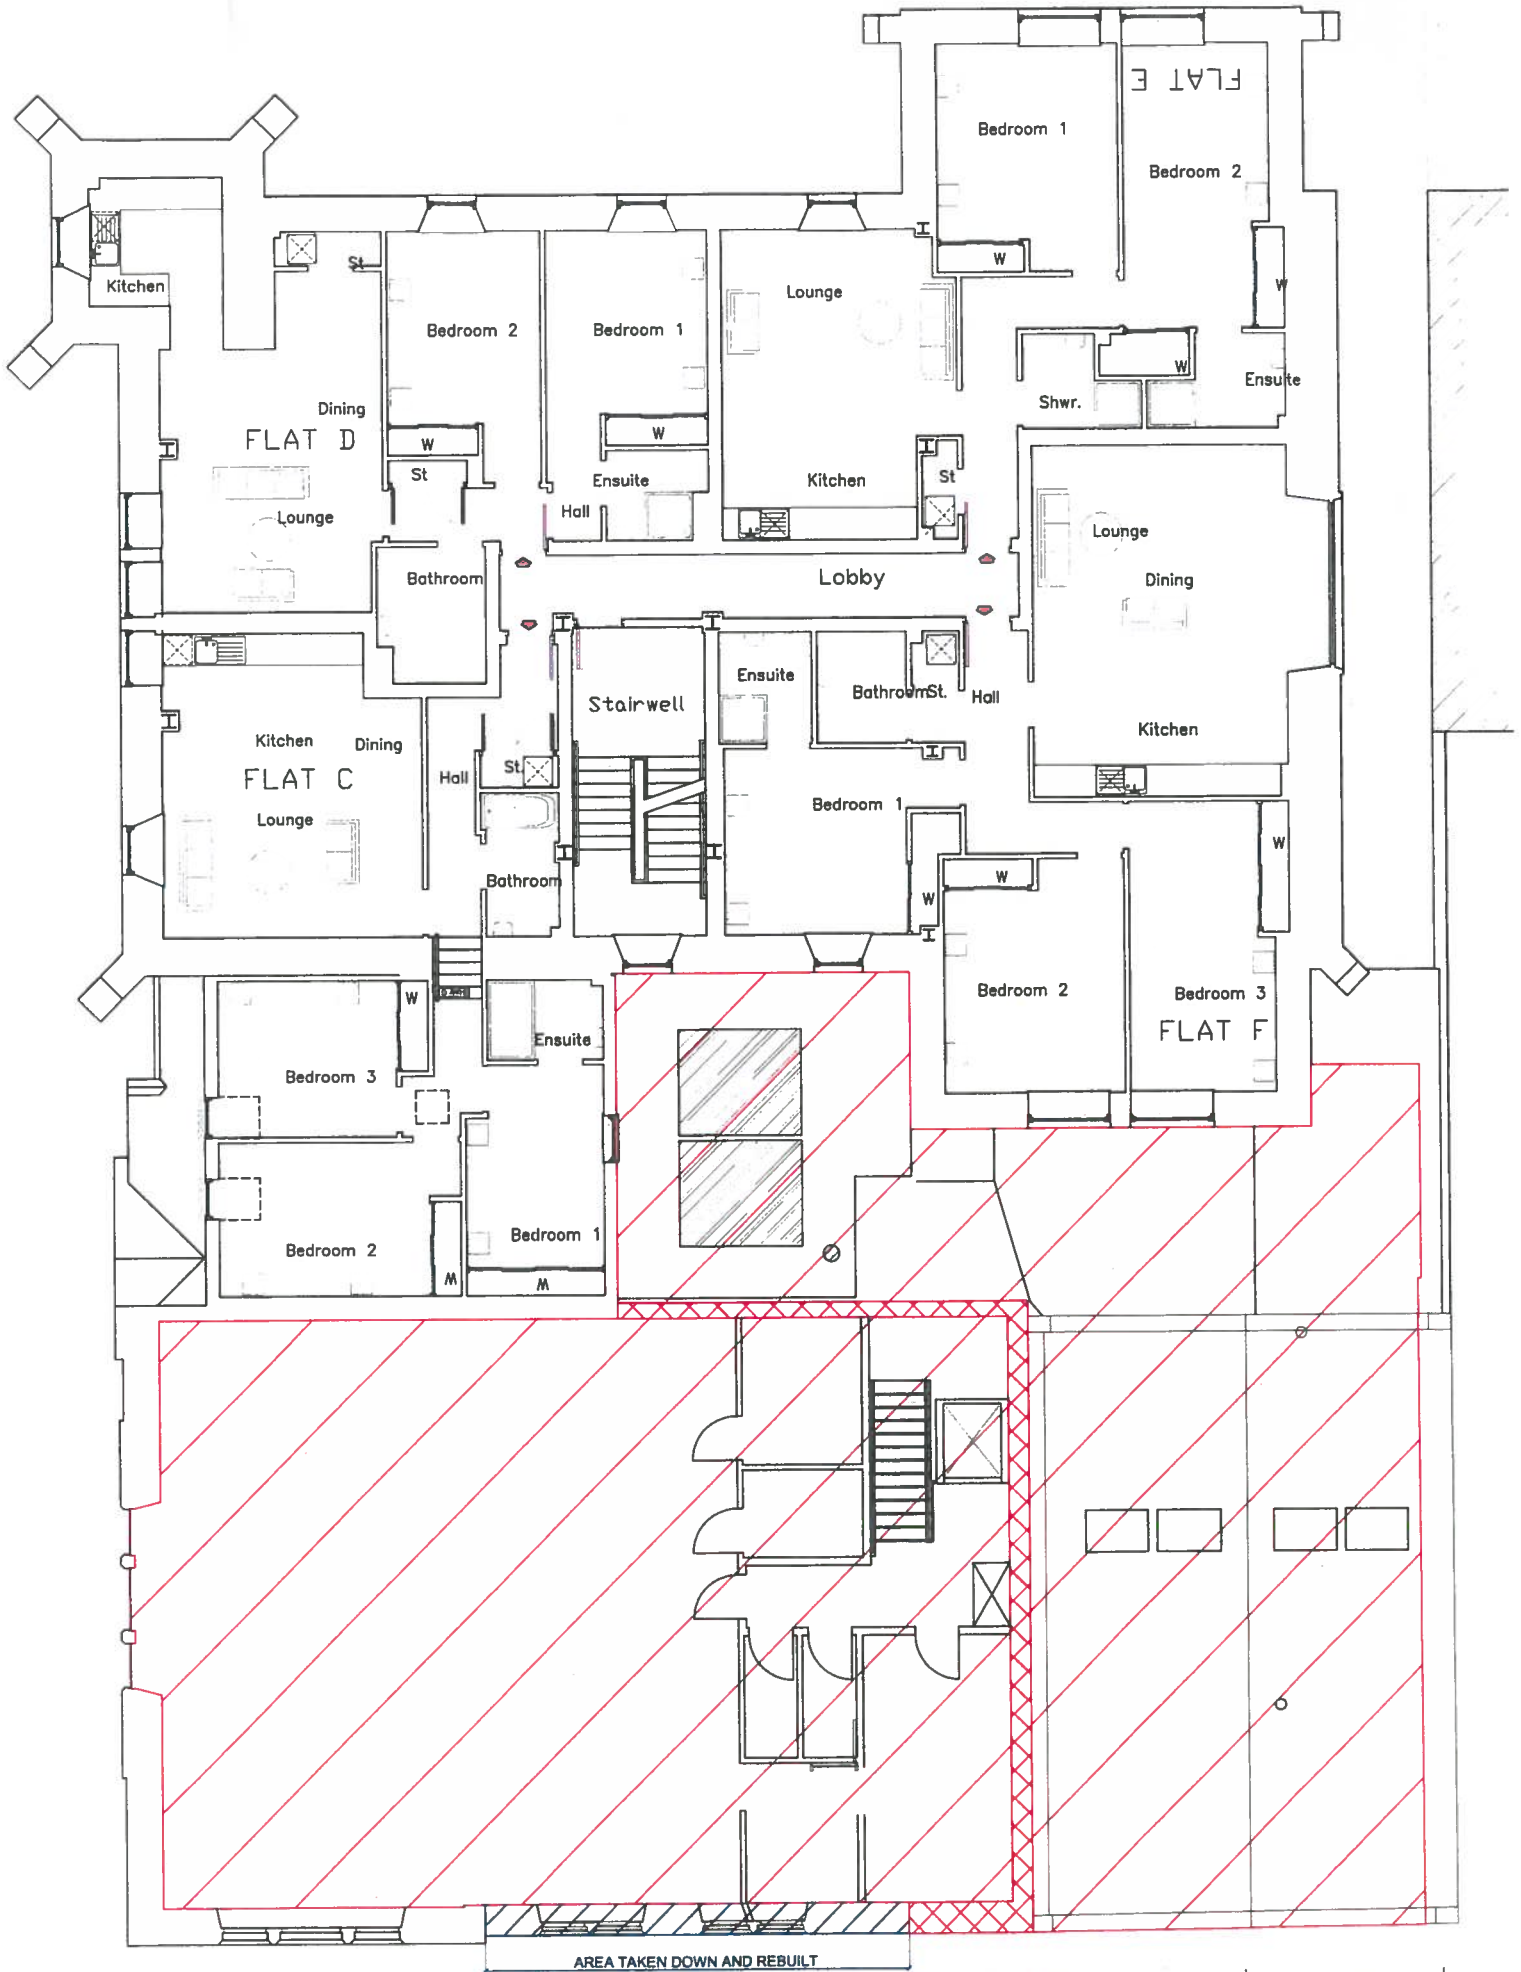 FLAT E
Bedroom 1
Bedroom 2
W
W
St
Kitchen
Lounge
Bedroom 2
Bedroom 1
W
Ensuite
Shwr.
Dining
FLAT D
W
W
St
Ensuite
Kitchen
St
Hall
Lounge
Lounge
Bathroom
Lobby
Dining
Ensuite
Bathroom
St.
Hall
Stairwell
Kitchen
Dining
Kitchen
FLAT C
Hall
St.
Lounge
Bedroom 1
W
Bathroom
W
W
Bedroom 2
Bedroom 3
FLAT F
W
Ensuite
Bedroom 3
Bedroom 1
Bedroom 2
W
W
AREA TAKEN DOWN AND REBUILT